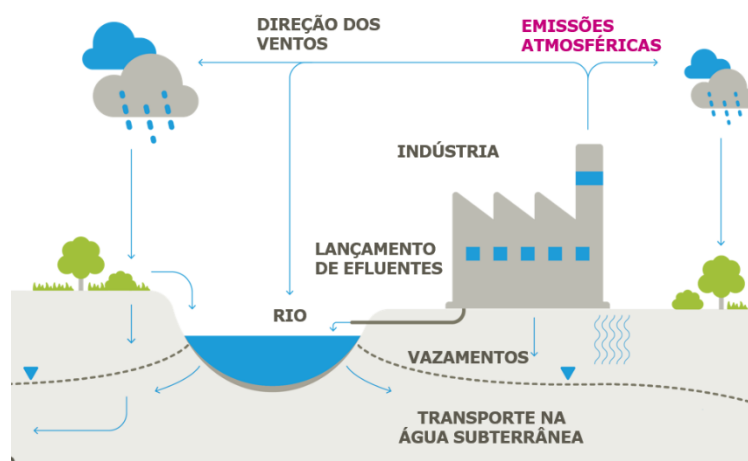 DIREÇÃO DOS
VENTOS
EMISSÕES
ATMOSFÉRICAS
INDÚSTRIA
LANÇAMENTO
DE EFLUENTES
RIO
VAZAMENTOS
TRANSPORTE NA
ÁGUA SUBTERRÂNEA